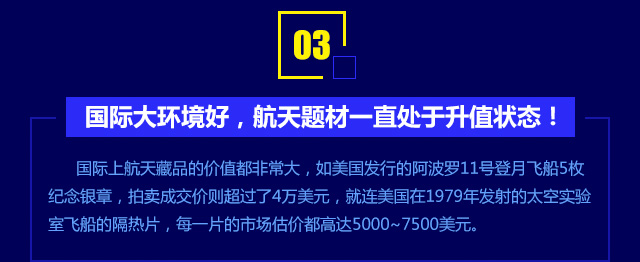 03
国际大环境好，航天题材一直处于升值状态！
国际上航天藏品的价值都非常大，如美国发行的阿波罗11号登月飞船5枚
纪念银章，拍卖成交价则超过了4万美元，就连美国在1979年发射的太空实验
室飞船的隔热片，每一片的市场估价都高达5000~7500美元。